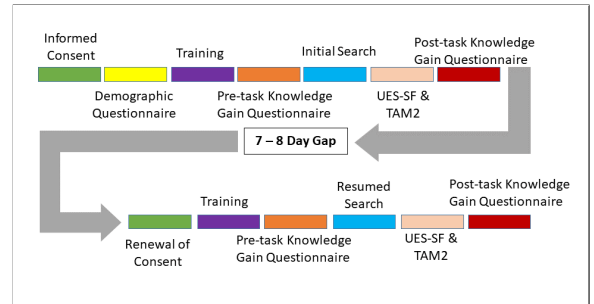 Informed
Consent
Demographic
Questionnaire
Training
Pre-task Knowledge
Gain Questionnaire
Initial Search
UES-SF &
TAM2
Post-task Knowledge
Gain Questionnaire
7 – 8 Day Gap
Renewal of
Consent
Training
Pre-task Knowledge
Gain Questionnaire
Resumed
Search
UES-SF &
TAM2
Post-task Knowledge
Gain Questionnaire